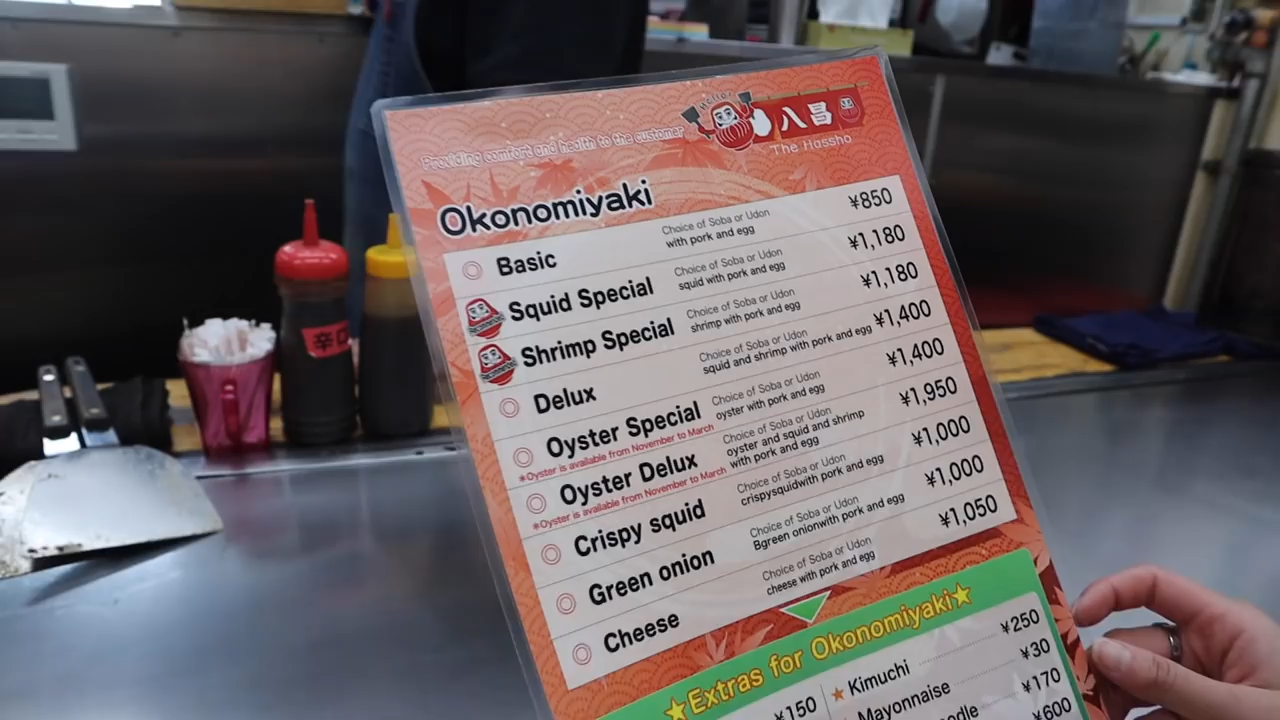 Hello!
八昌
The Hassho
Providing comfort and health to the customer
Okonomiyaki
Basic
Choice of Soba or Udon
with pork and egg
¥850
Squid Special
Choice of Soba or Udon
squid with pork and egg
¥1,180
Shrimp Special
Choice of Soba or Udon
shrimp with pork and egg
¥1,180
Delux
Choice of Soba or Udon
squid and shrimp with pork and egg
¥1,400
Oyster Special
Choice of Soba or Udon
oyster with pork and egg
¥1,400
※Oyster is available from November to March
Oyster Delux
Choice of Soba or Udon
oyster and squid and shrimp
with pork and egg
¥1,950
※Oyster is available from November to March
Crispy squid
Choice of Soba or Udon
crispysquidwith pork and egg
¥1,000
Green onion
Choice of Soba or Udon
Bgreen onionwith pork and egg
¥1,000
Cheese
Choice of Soba or Udon
cheese with pork and egg
¥1,050
★Extras for Okonomiyaki★
¥150
★Kimuchi ¥250
Mayonnaise ¥30
¥170
¥600
辛口